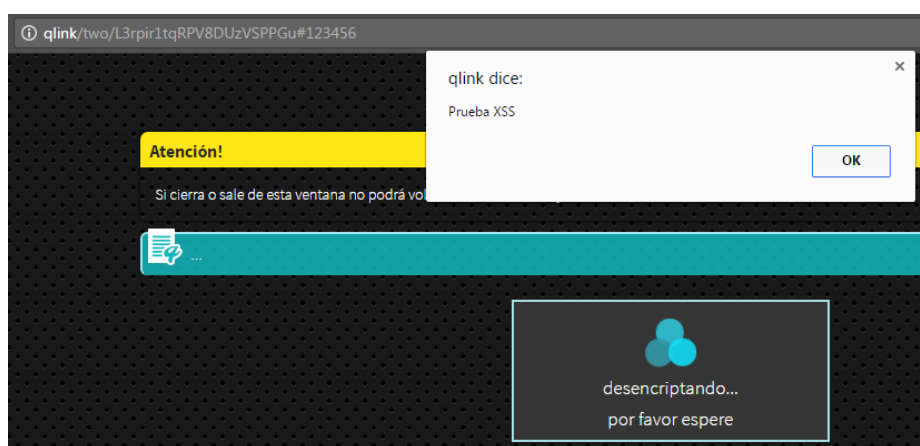 qlink/two/L3rpir1tqRPV8DUzVSPPGu#123456
qlink dice:
Prueba XSS
OK
Atención!
Si cierra o sale de esta ventana no podrá
...
desencriptando...
por favor espere